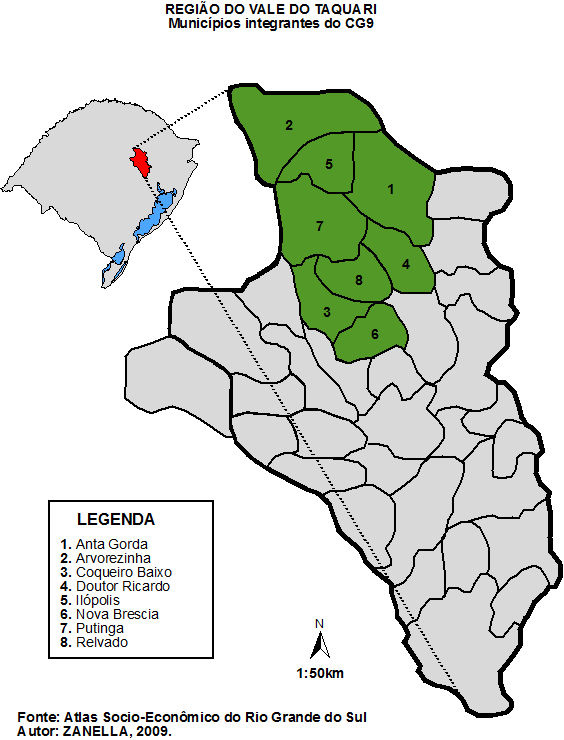 REGIÃO DO VALE DO TAQUARI
Municípios integrantes do CG9
2
5
1
7
4
8
3
6
LEGENDA
1. Anta Gorda
2. Arvorezinha
3. Coqueiro Baixo
4. Doutor Ricardo
5. Ilópolis
6. Nova Brescia
7. Putinga
8. Relvado
N
1:50km
Fonte: Atlas Socio-Econômico do Rio Grande do Sul
Autor: ZANELLA, 2009.